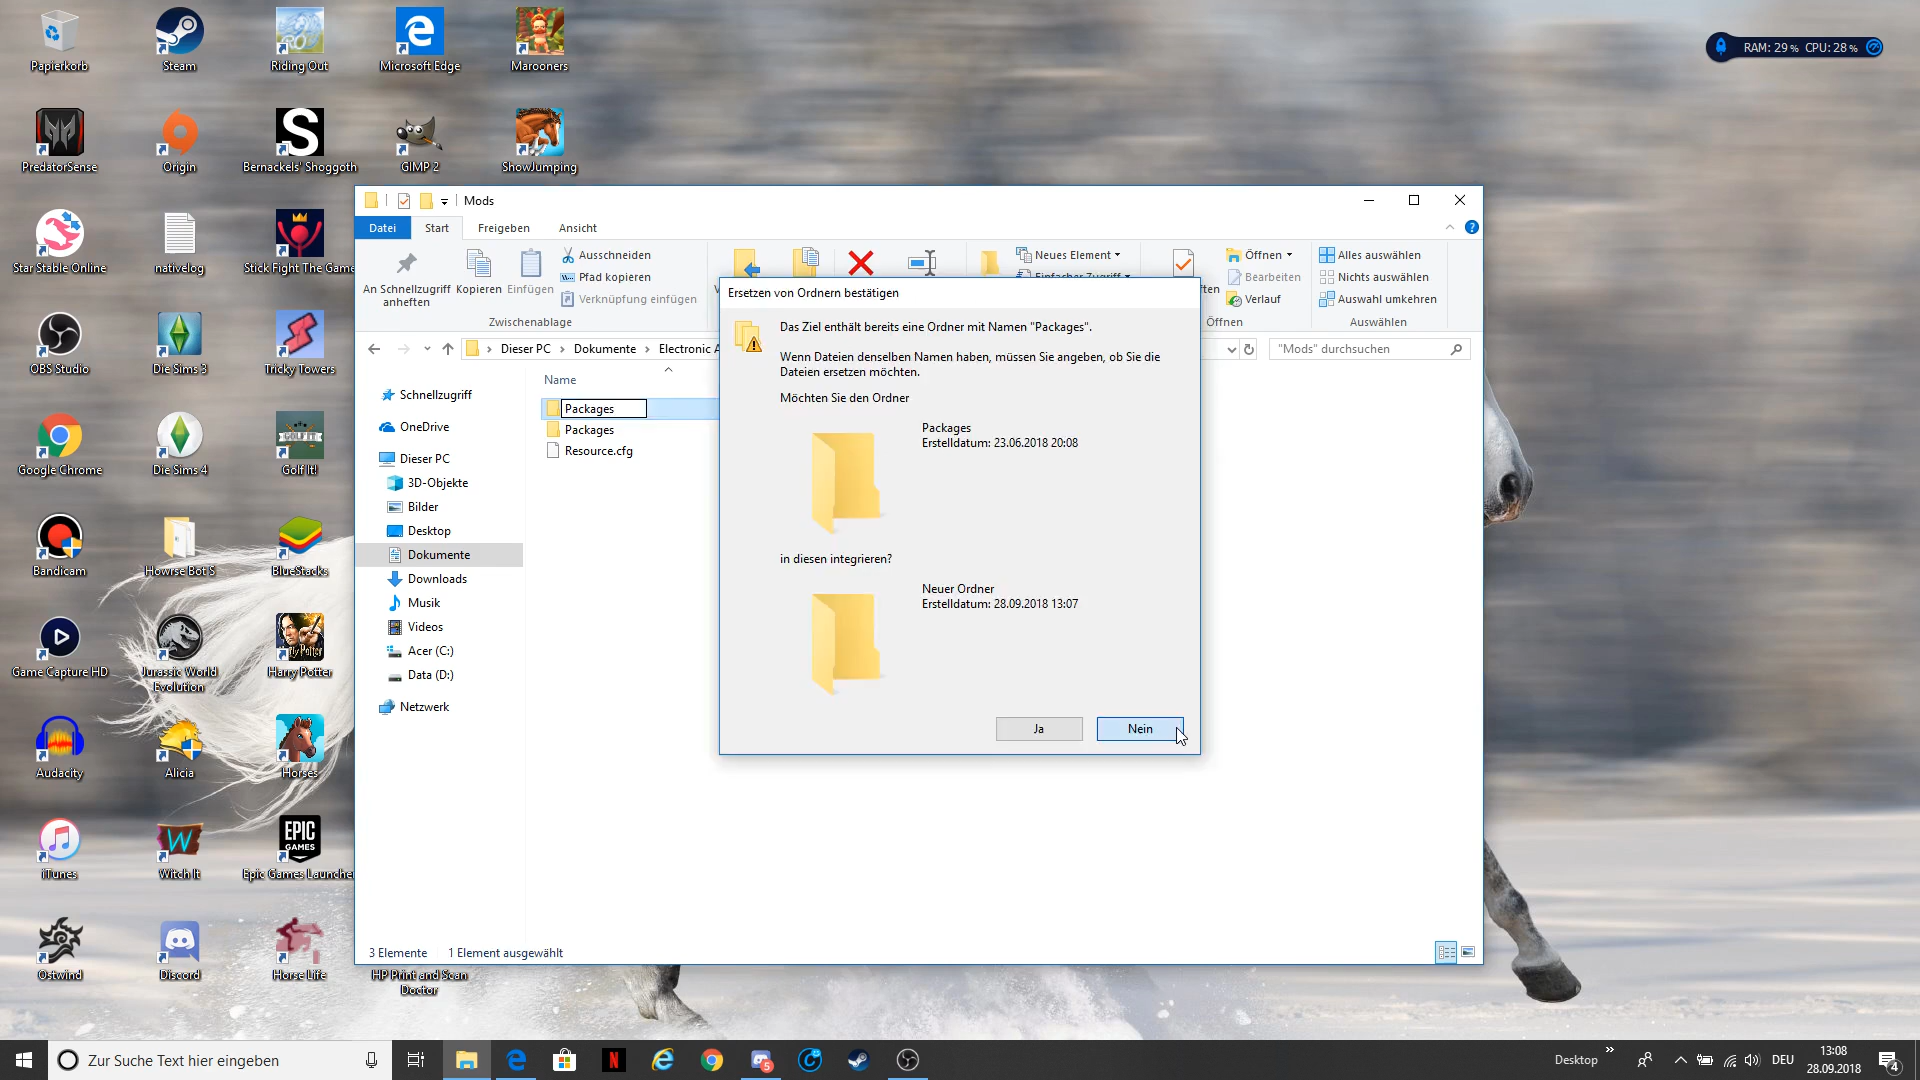 Papierkorb
Steam
Riding Out
Microsoft Edge
Marooners
RAM: 29 % CPU: 28 %
PredatorSense
Origin
Bernackels' Shoggoth
GIMP 2
ShowJumping
Star Stable Online
nativelog
Stick Fight The Game
OBS Studio
Die Sims 3
Tricky Towers
Google Chrome
Die Sims 4
GOLF IT!
Golf It!
Bandicam
Howrse Bot S
BlueStacks
Game Capture HD
Jurassic World
Evolution
Harry Potter
Audacity
Alicia
Horses
iTunes
Witch It
EPIC
GAMES
Epic Games Launche
Ostwind
Discord
Horse Life
HP Print and Scan
Doctor
Mods
Datei
Start
Freigeben
Ansicht
An Schnellzugriff
anheften
Kopieren
Einfügen
Ausschneiden
Pfad kopieren
Verknüpfung einfügen
Zwischenablage
Neues Element
Einfacher Zugriff
Öffnen
Bearbeiten
Verlauf
Öffnen
Alles auswählen
Nichts auswählen
Auswahl umkehren
Auswählen
Dieser PC
Dokumente
Electronic A
"Mods" durchsuchen
Schnellzugriff
OneDrive
Dieser PC
3D-Objekte
Bilder
Desktop
Dokumente
Downloads
Musik
Videos
Acer (C:)
Data (D:)
Netzwerk
Name
Packages
Packages
Resource.cfg
Ersetzen von Ordnern bestätigen
Das Ziel enthält bereits eine Ordner mit Namen "Packages".
Wenn Dateien denselben Namen haben, müssen Sie angeben, ob Sie die
Dateien ersetzen möchten.
Möchten Sie den Ordner
Packages
Erstelldatum: 23.06.2018 20:08
in diesen integrieren?
Neuer Ordner
Erstelldatum: 28.09.2018 13:07
Ja
Nein
3 Elemente
1 Element ausgewählt
Zur Suche Text hier eingeben
5
Desktop
DEU
13:08
28.09.2018
4